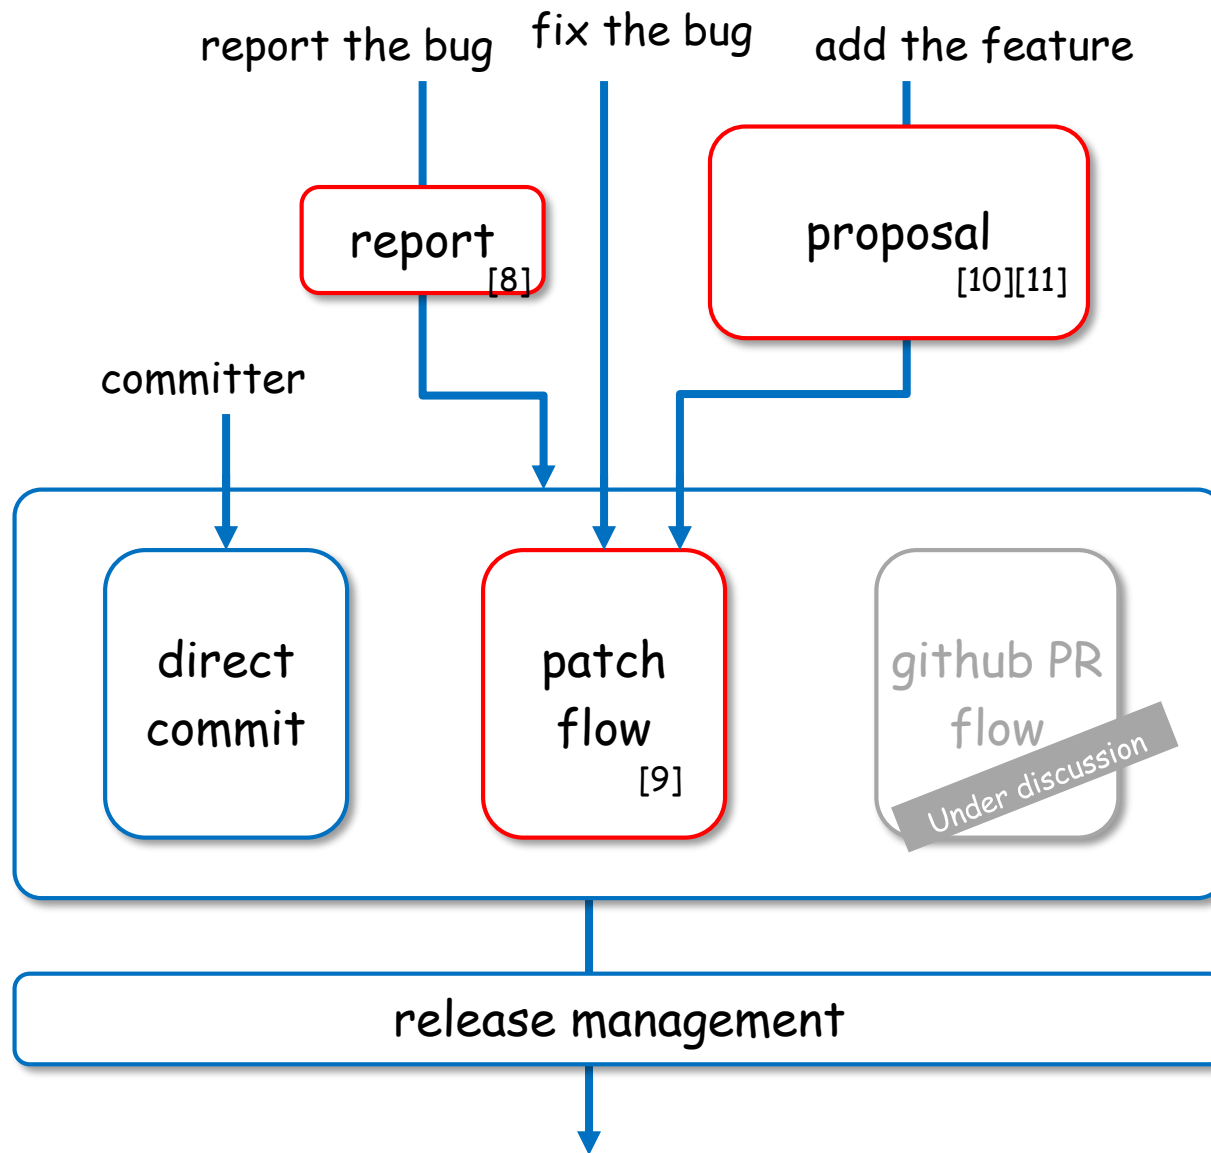 report the bug
fix the bug
add the feature
report
[8]
proposal
[10][11]
committer
direct
commit
patch
flow
[9]
github PR
flow
Under discussion
release management